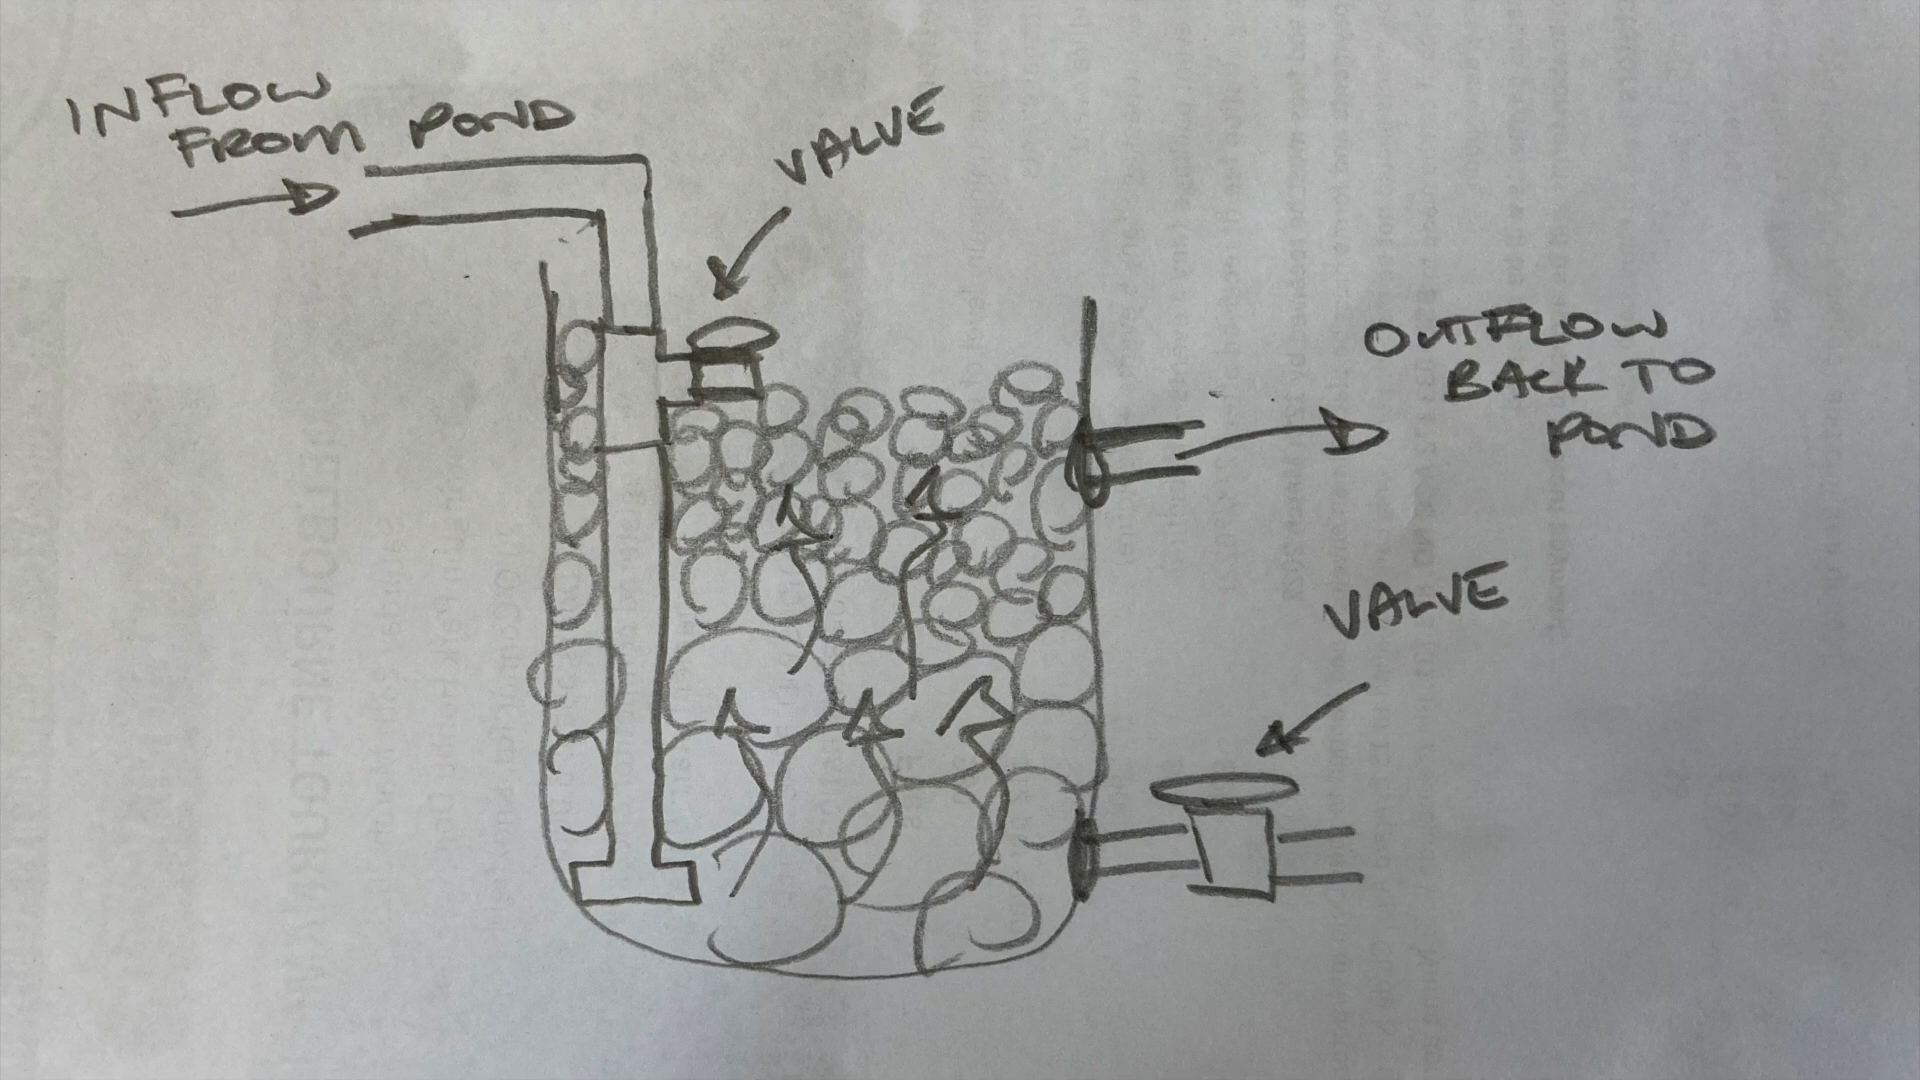 INFLOW
FROM POND
VALVE
OUTFLOW
BACK TO
POND
VALVE